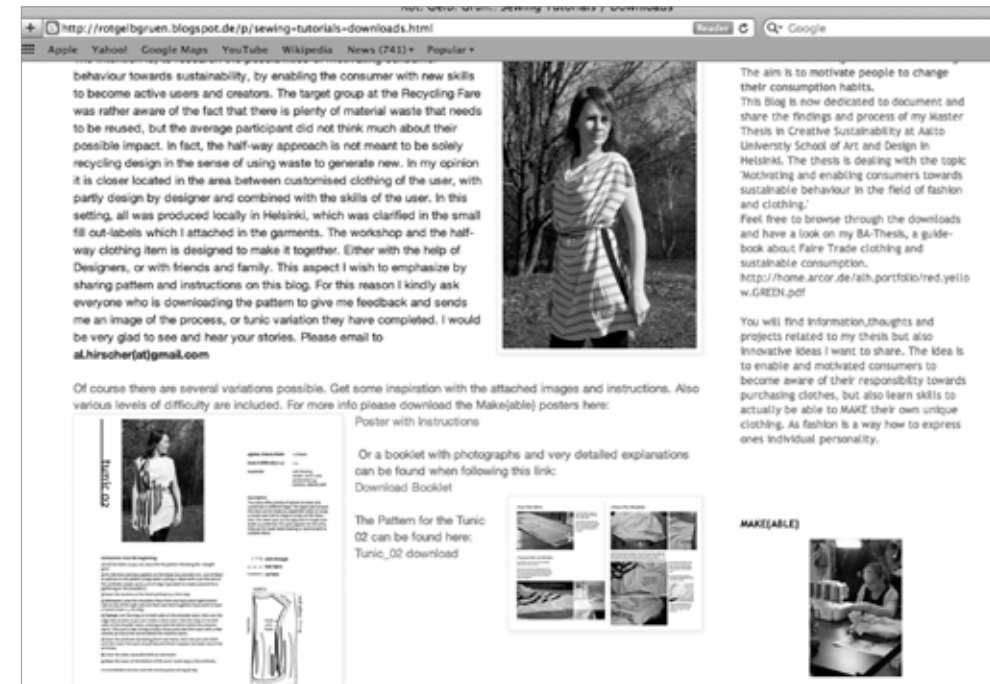 Rot. Gelb. Grün.: Sewing Tutorials / Downloads
http://rotgelbgruen.blogspot.de/p/sewing-tutorials-downloads.html
Reader
Google
Apple Yahoo! Google Maps YouTube Wikipedia News (741) Popular
behaviour towards sustainability, by enabling the consumer with new skills
to become active users and creators. The target group at the Recycling Fare
was rather aware of the fact that there is plenty of material waste that needs
to be reused, but the average participant did not think much about their
possible impact. In fact, the half-way approach is not meant to be solely
recycling design in the sense of using waste to generate new. In my opinion
it is closer located in the area between customised clothing of the user, with
partly design by designer and combined with the skills of the user. In this
setting, all was produced locally in Helsinki, which was clarified in the small
fill out-labels which I attached in the garments. The workshop and the half-
way clothing item is designed to make it together. Either with the help of
Designers, or with friends and family. This aspect I wish to emphasize by
sharing pattern and instructions on this blog. For this reason I kindly ask
everyone who is downloading the pattern to give me feedback and sends
me an image of the process, or tunic variation they have completed. I would
be very glad to see and hear your stories. Please email to
al.hirscher(at)gmail.com
Of course there are several variations possible. Get some inspiration with the attached images and instructions. Also
various levels of difficulty are included. For more info please download the Make{able} posters here:
Poster with Instructions
Or a booklet with photographs and very detailed explanations
can be found when following this link:
Download Booklet
The Pattern for the Tunic
02 can be found here:
Tunic_02 download
tunic.02
The aim is to motivate people to change
their consumption habits.
This Blog is now dedicated to document and
share the findings and process of my Master
Thesis in Creative Sustainability at Aalto
Universtiy School of Art and Design in
Helsinki. The thesis is dealing with the topic
'Motivating and enabling consumers towards
sustainable behaviour in the field of fashion
and clothing.'
Feel free to browse through the downloads
and have a look on my BA-Thesis, a guide-
book about Faire Trade clothing and
sustainable consumption.
http://home.arcor.de/alh.portfolio/red.yello
w.GREEN.pdf
You will find information,thoughts and
projects related to my thesis but also
innovative ideas i want to share. The idea is
to enable and motivated consumers to
become aware of their responsibilty towards
purchasing clothes, but also learn skills to
actually be able to MAKE their own unique
clothing. As fashion is a way how to express
ones individual personality.
MAKE{ABLE}